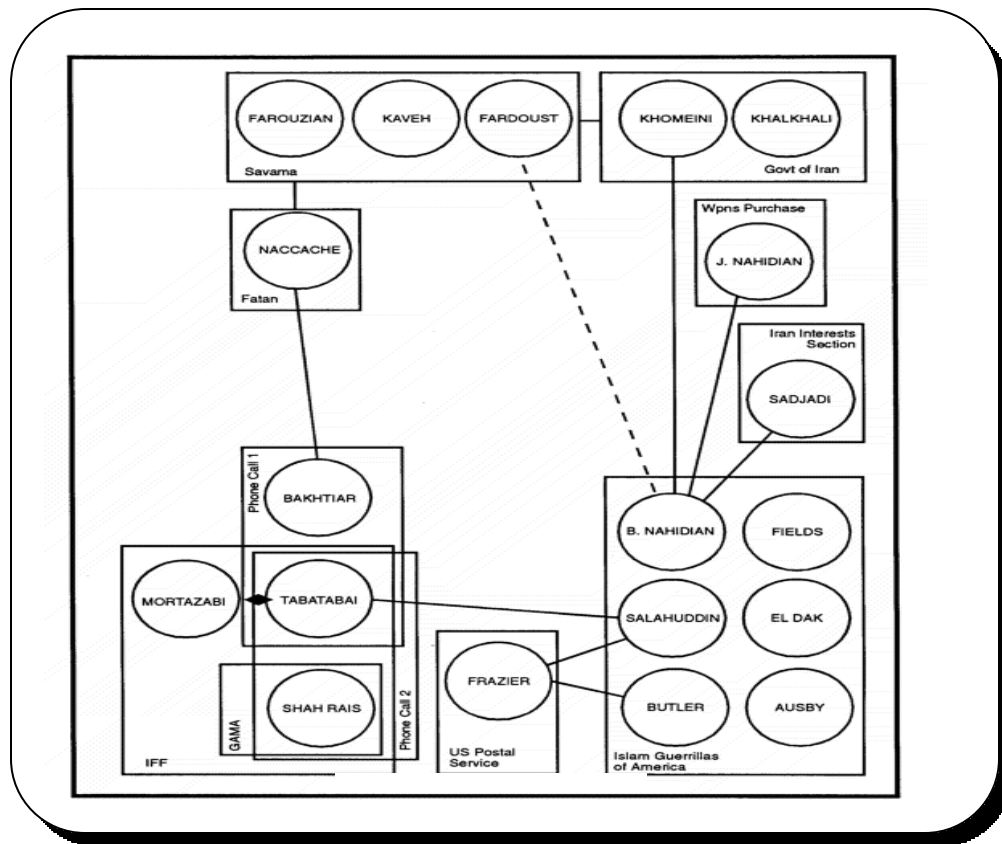 FAROUZIAN KAVEH FARDOUST KHOMEINI KHALKHALI
Savama
Govt of Iran
Wpns Purchase
NACCACHE
J. NAHIDIAN
Fatan
Iran Interests
Section
SADJADI
Phone Call 1
BAKHTIAR
B. NAHIDIAN FIELDS
MORTAZABI TABATABAI
SALAHUDDIN EL DAK
FRAZIER
SHAH RAIS
BUTLER AUSBY
GAMA
Phone Call 2
IFF
US Postal
Service
Islam Guerrillas
of America